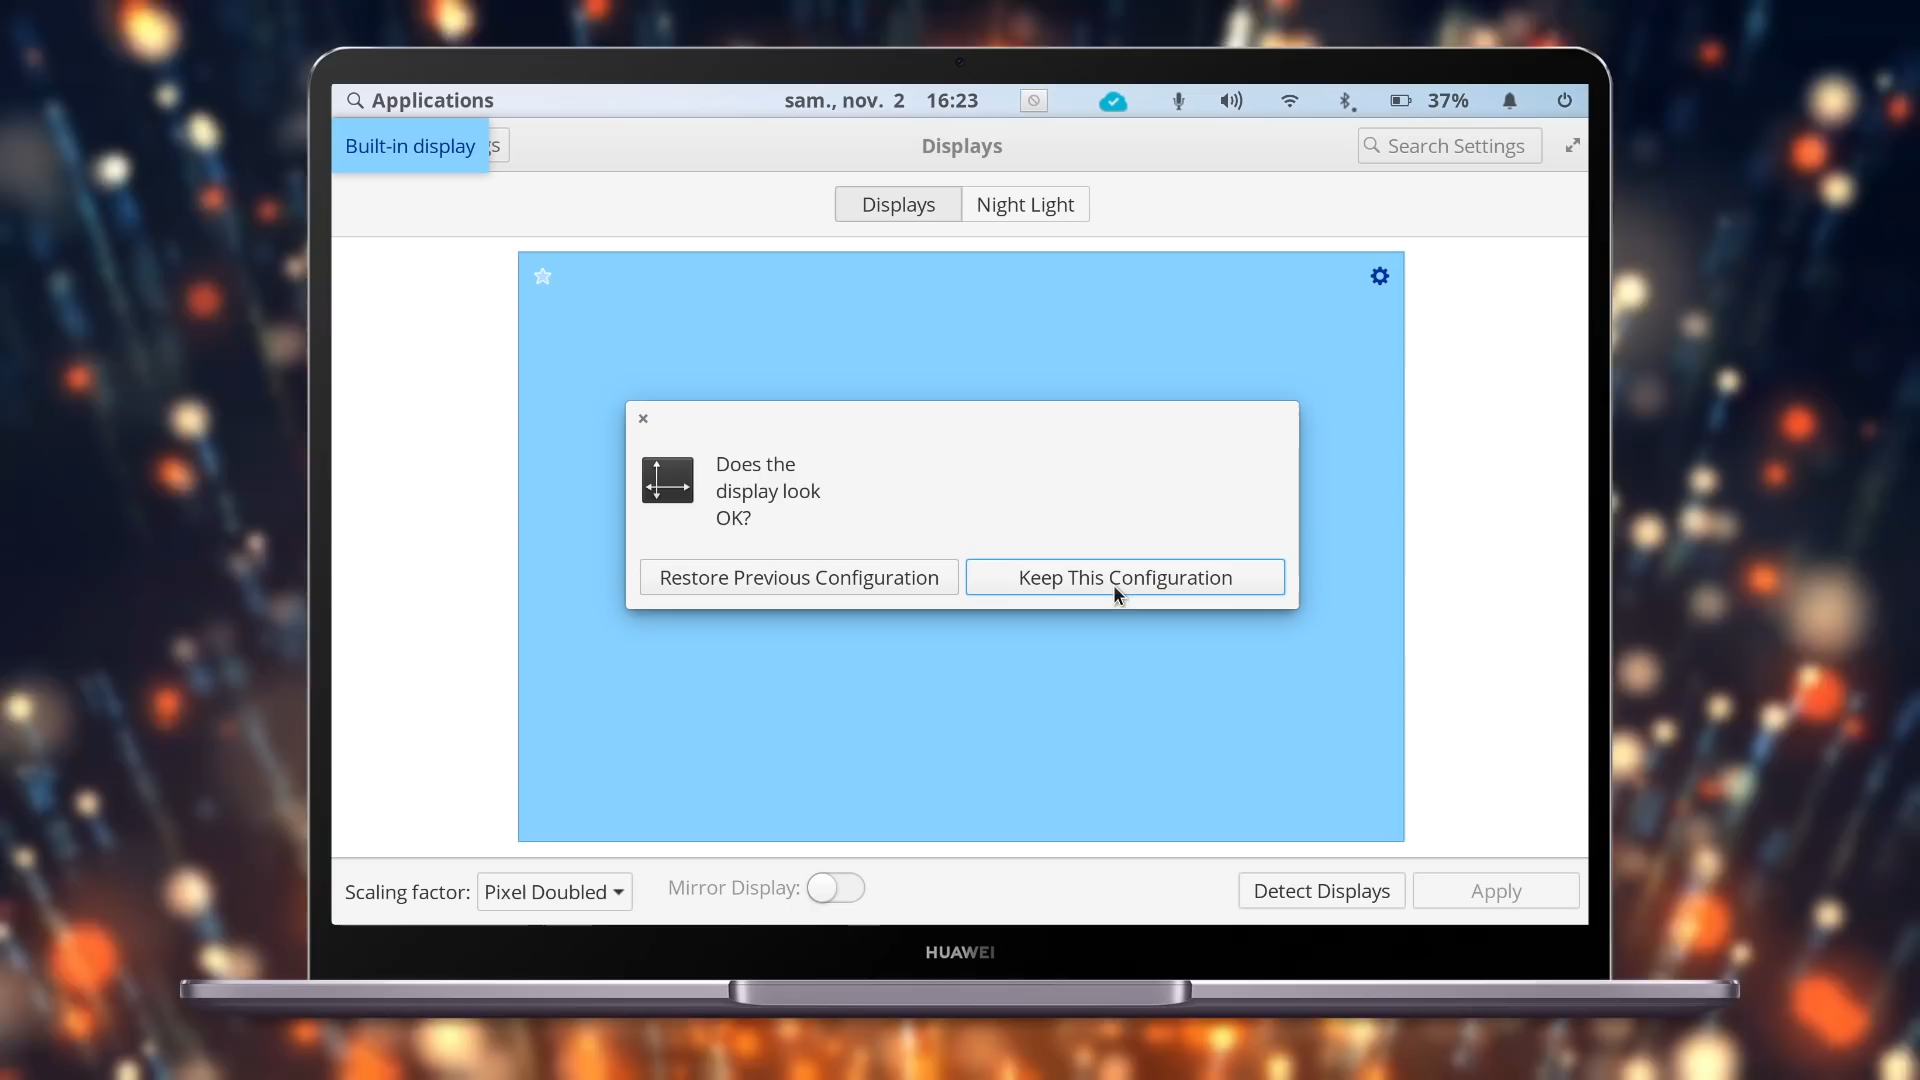 Applications
sam., nov. 2 16:23
37%
Built-in display
gs
Displays
Search Settings
Displays
Night Light
Does the
display look
OK?
Restore Previous Configuration
Keep This Configuration
Scaling factor:
Pixel Doubled
Mirror Display:
Detect Displays
Apply
HUAWEI